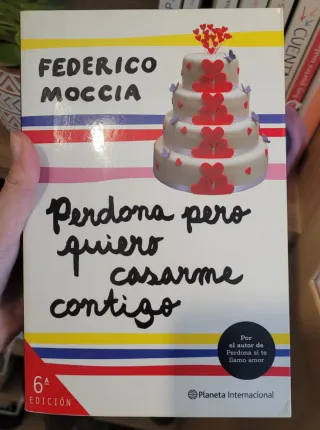 FEDERICO
MOCCIA
Perdona pero
quiero
casarme
contigo
Por
el autor de
Perdona si te
llamo amor
6ª
EDICIÓN
Planeta Internacional
CUENT